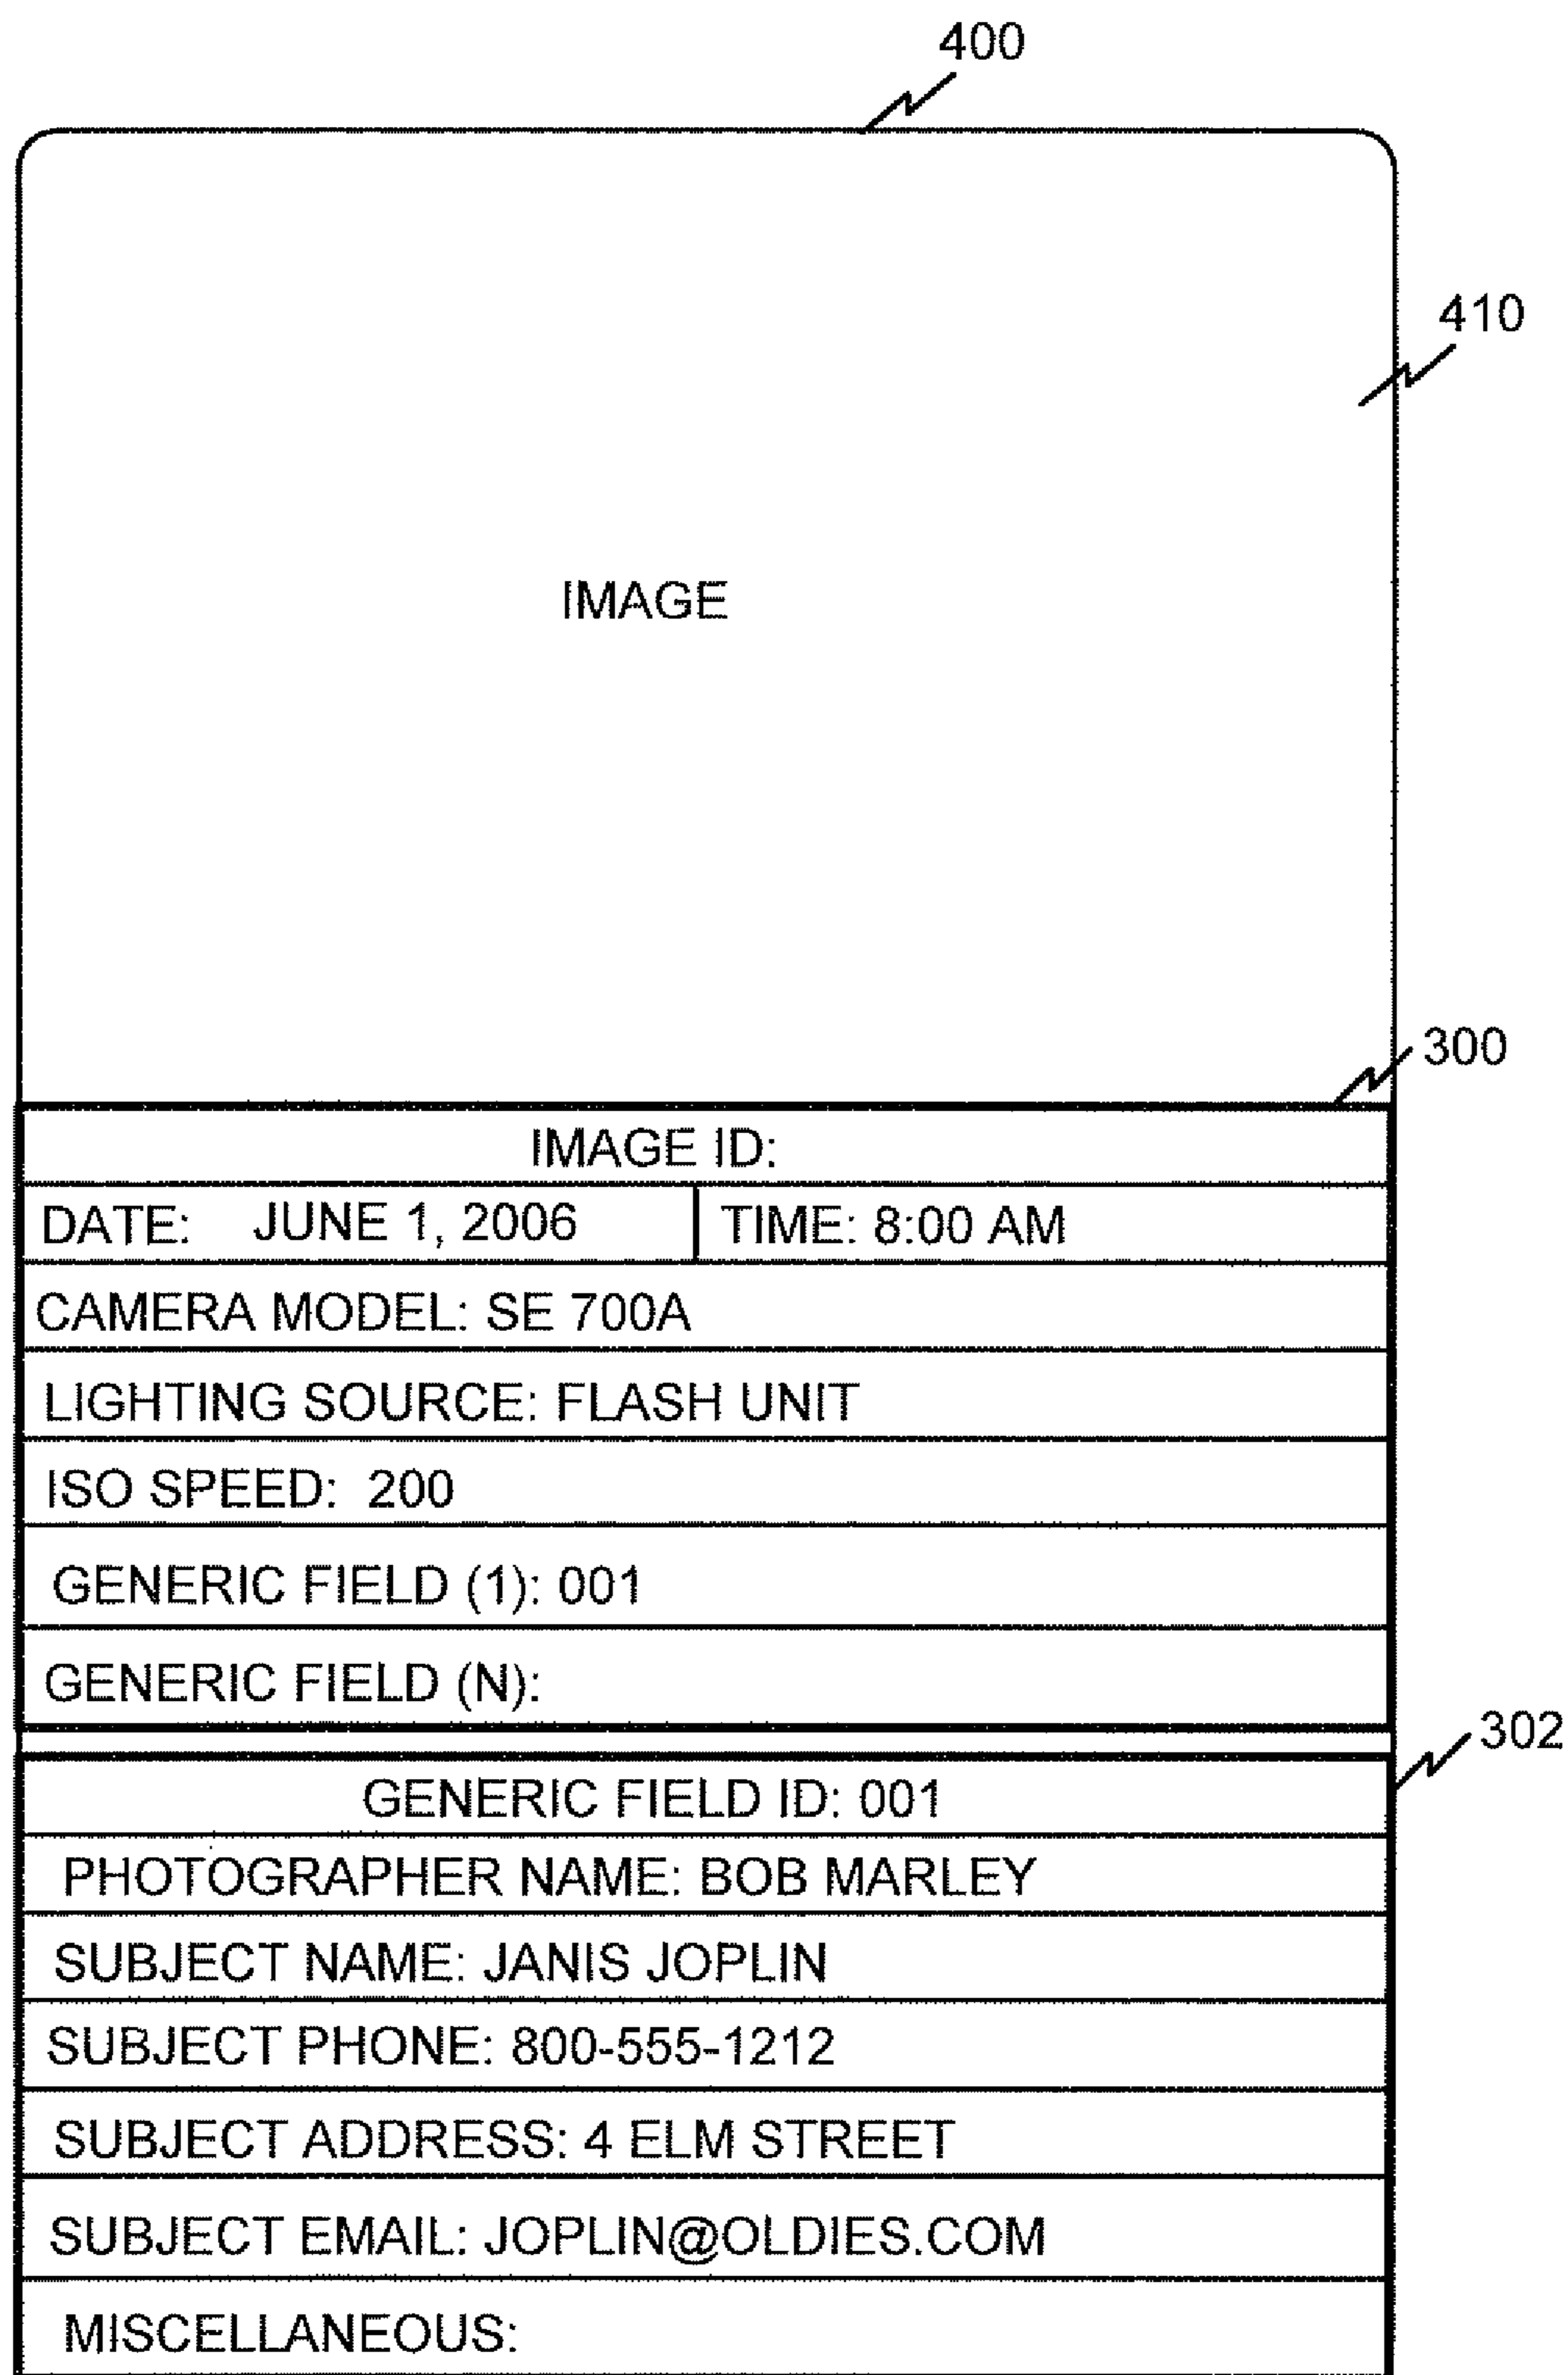 400
410
IMAGE
300
IMAGE ID:
DATE: JUNE 1, 2006 TIME: 8:00 AM
CAMERA MODEL: SE 700A
LIGHTING SOURCE: FLASH UNIT
ISO SPEED: 200
GENERIC FIELD (1): 001
GENERIC FIELD (N):
302
GENERIC FIELD ID: 001
PHOTOGRAPHER NAME: BOB MARLEY
SUBJECT NAME: JANIS JOPLIN
SUBJECT PHONE: 800-555-1212
SUBJECT ADDRESS: 4 ELM STREET
SUBJECT EMAIL: JOPLIN@OLDIES.COM
MISCELLANEOUS: